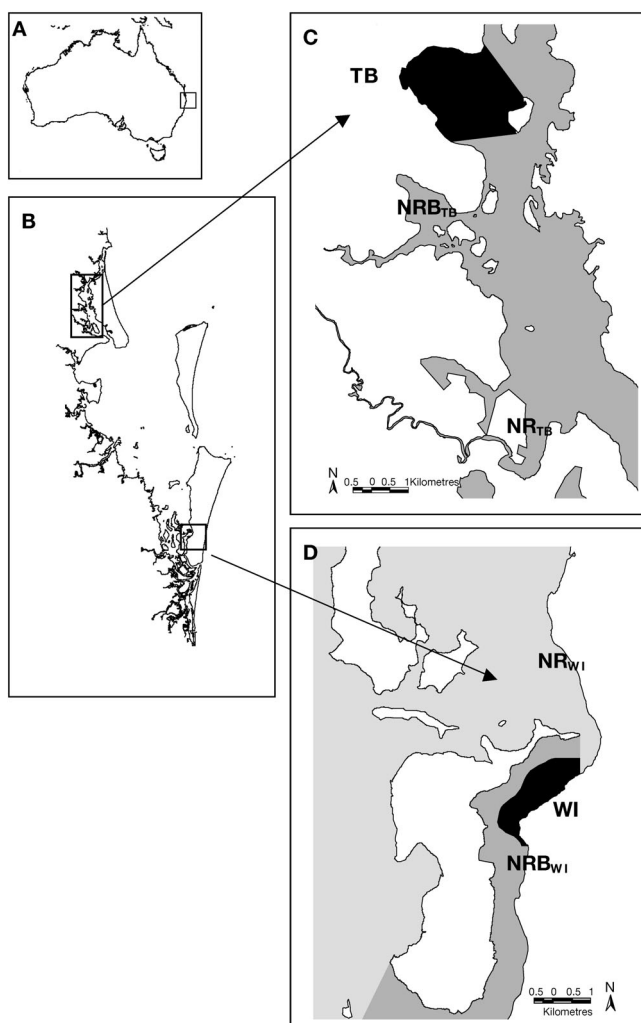 A
B
C
TB
NRB TB
NR TB
N
0.5 0 0.5 1Kilometres
D
NR WI
WI
NRB WI
0.5 0 0.5 1
Kilometres
N